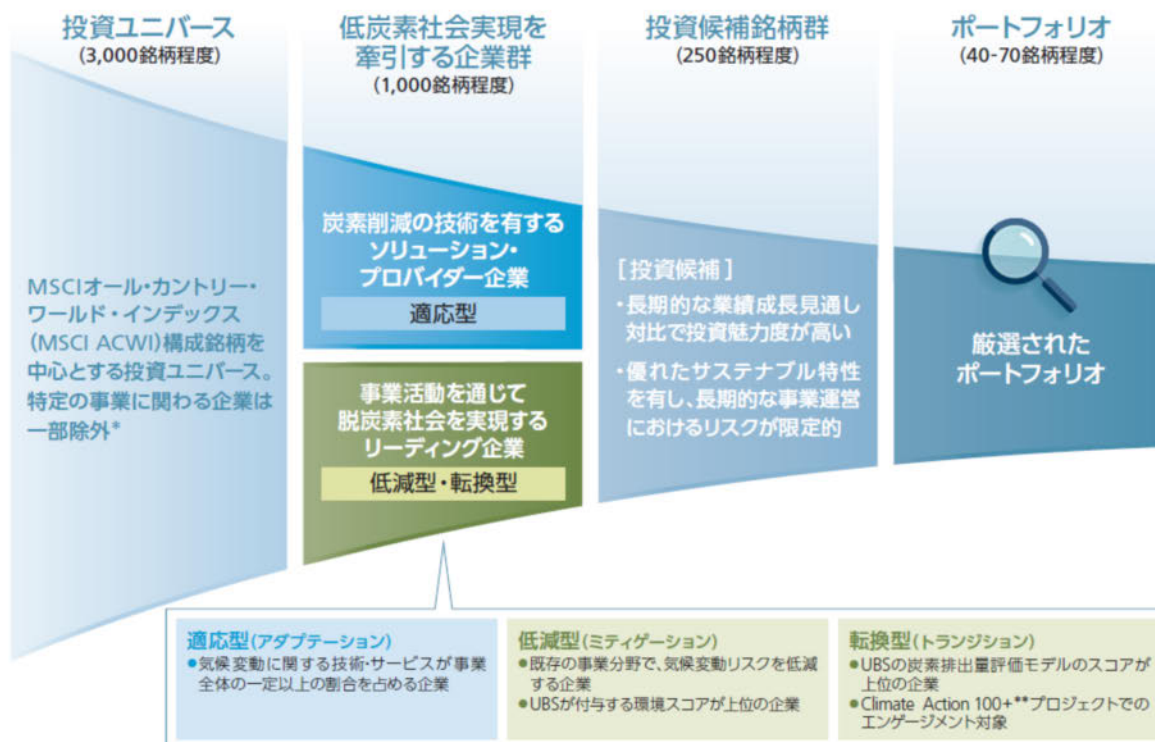 投資ユニバース
(3,000銘柄程度)
低炭素社会実現を
牽引する企業群
(1,000銘柄程度)
投資候補銘柄群
(250銘柄程度)
ポートフォリオ
(40-70銘柄程度)
MSCIオール・カントリー・
ワールド・インデックス
(MSCI ACWI)構成銘柄を
中心とする投資ユニバース。
特定の事業に関わる企業は
一部除外*
炭素削減の技術を有する
ソリューション・
プロバイダー企業
適応型
事業活動を通じて
脱炭素社会を実現する
リーディング企業
低減型・転換型
[投資候補]
・長期的な業績成長見通し
対比で投資魅力度が高い
・優れたサステナブル特性
を有し、長期的な事業運営
におけるリスクが限定的
厳選された
ポートフォリオ
適応型(アダプテーション)
●気候変動に関する技術・サービスが事業
全体の一定以上の割合を占める企業
低減型(ミティゲーション)
●既存の事業分野で、気候変動リスクを低減
する企業
●UBSが付与する環境スコアが上位の企業
転換型(トランジション)
●UBSの炭素排出量評価モデルのスコアが
上位の企業
●Climate Action 100+**プロジェクトでの
エンゲージメント対象